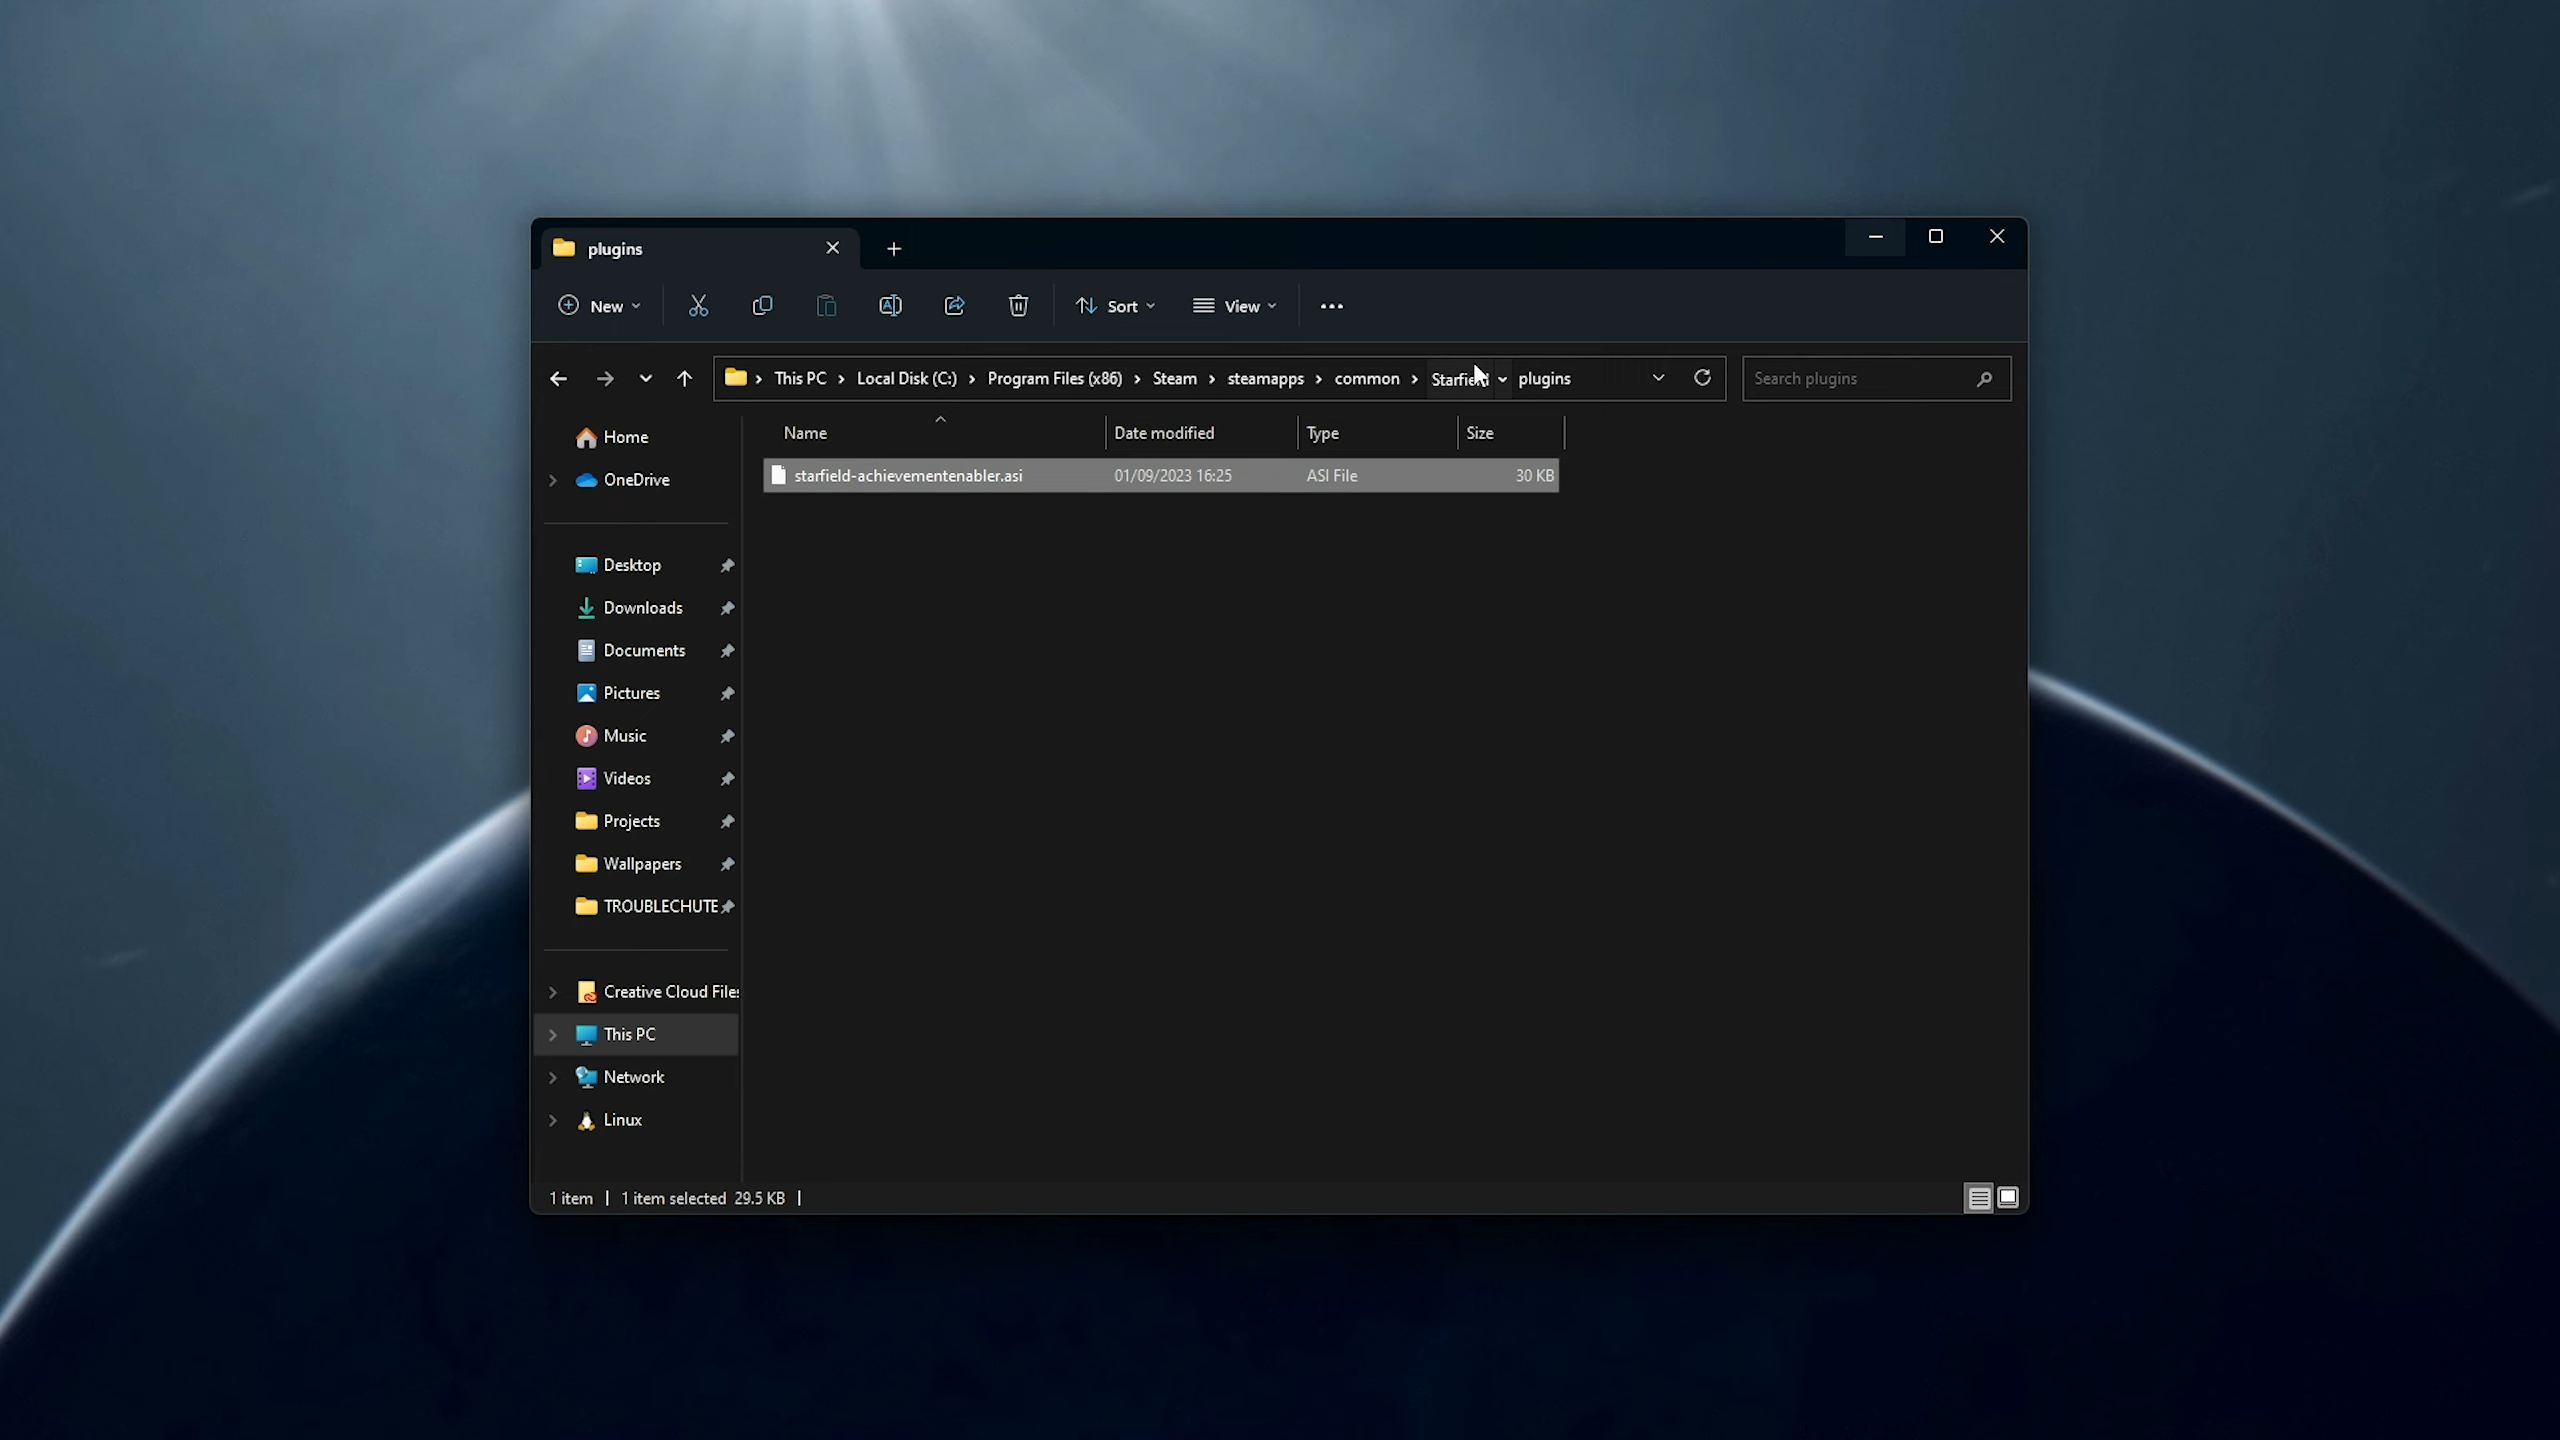 plugins
New
Sort
View
This PC
Local Disk (C:)
Program Files (x86)
Steam
steamapps
common
Starfield
plugins
Search plugins
Name
Date modified
Type
Size
starfield-achievementenabler.asi
01/09/2023 16:25
ASI File
30 KB
Home
OneDrive
Desktop
Downloads
Documents
Pictures
Music
Videos
Projects
Wallpapers
TROUBLECHUTE
Creative Cloud Files
This PC
Network
Linux
1 item
1 item selected 29.5 KB